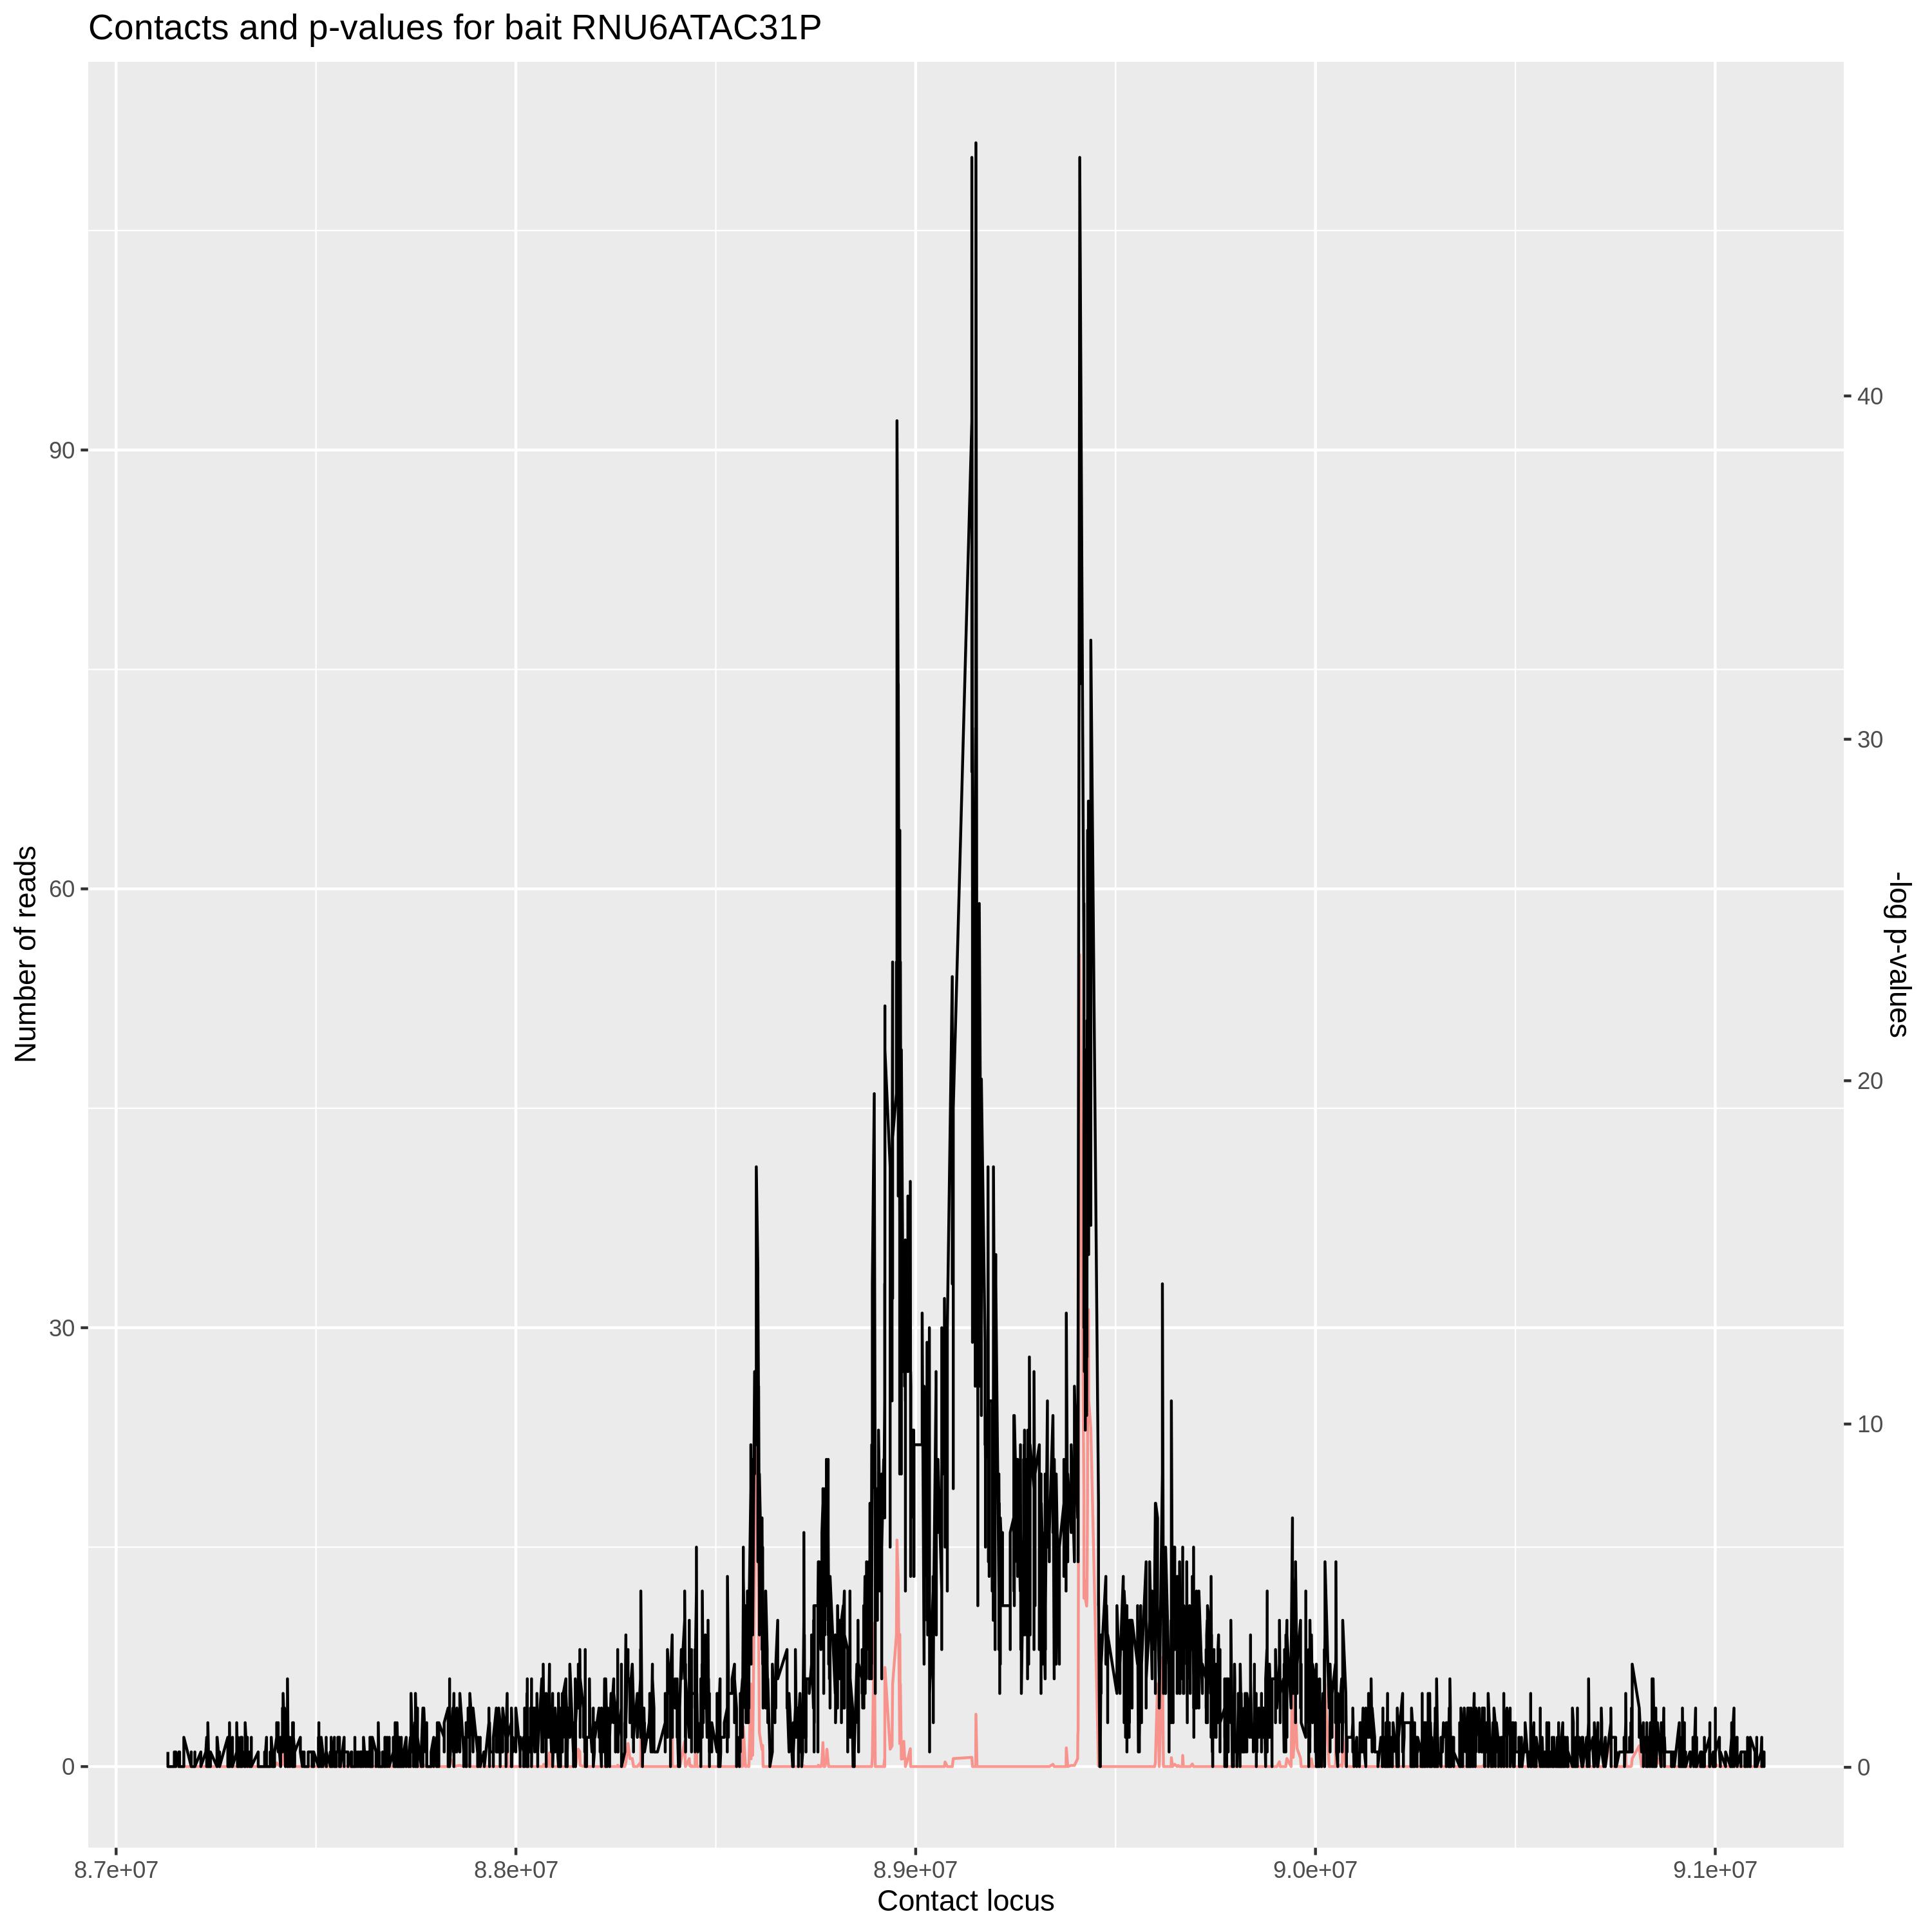 Contacts and p-values for bait RNU6ATAC31P
Number of reads
90
60
30
0
40
30
20
10
0
-log p-values
8.7e+07 8.8e+07 8.9e+07 9.0e+07 9.1e+07
Contact locus